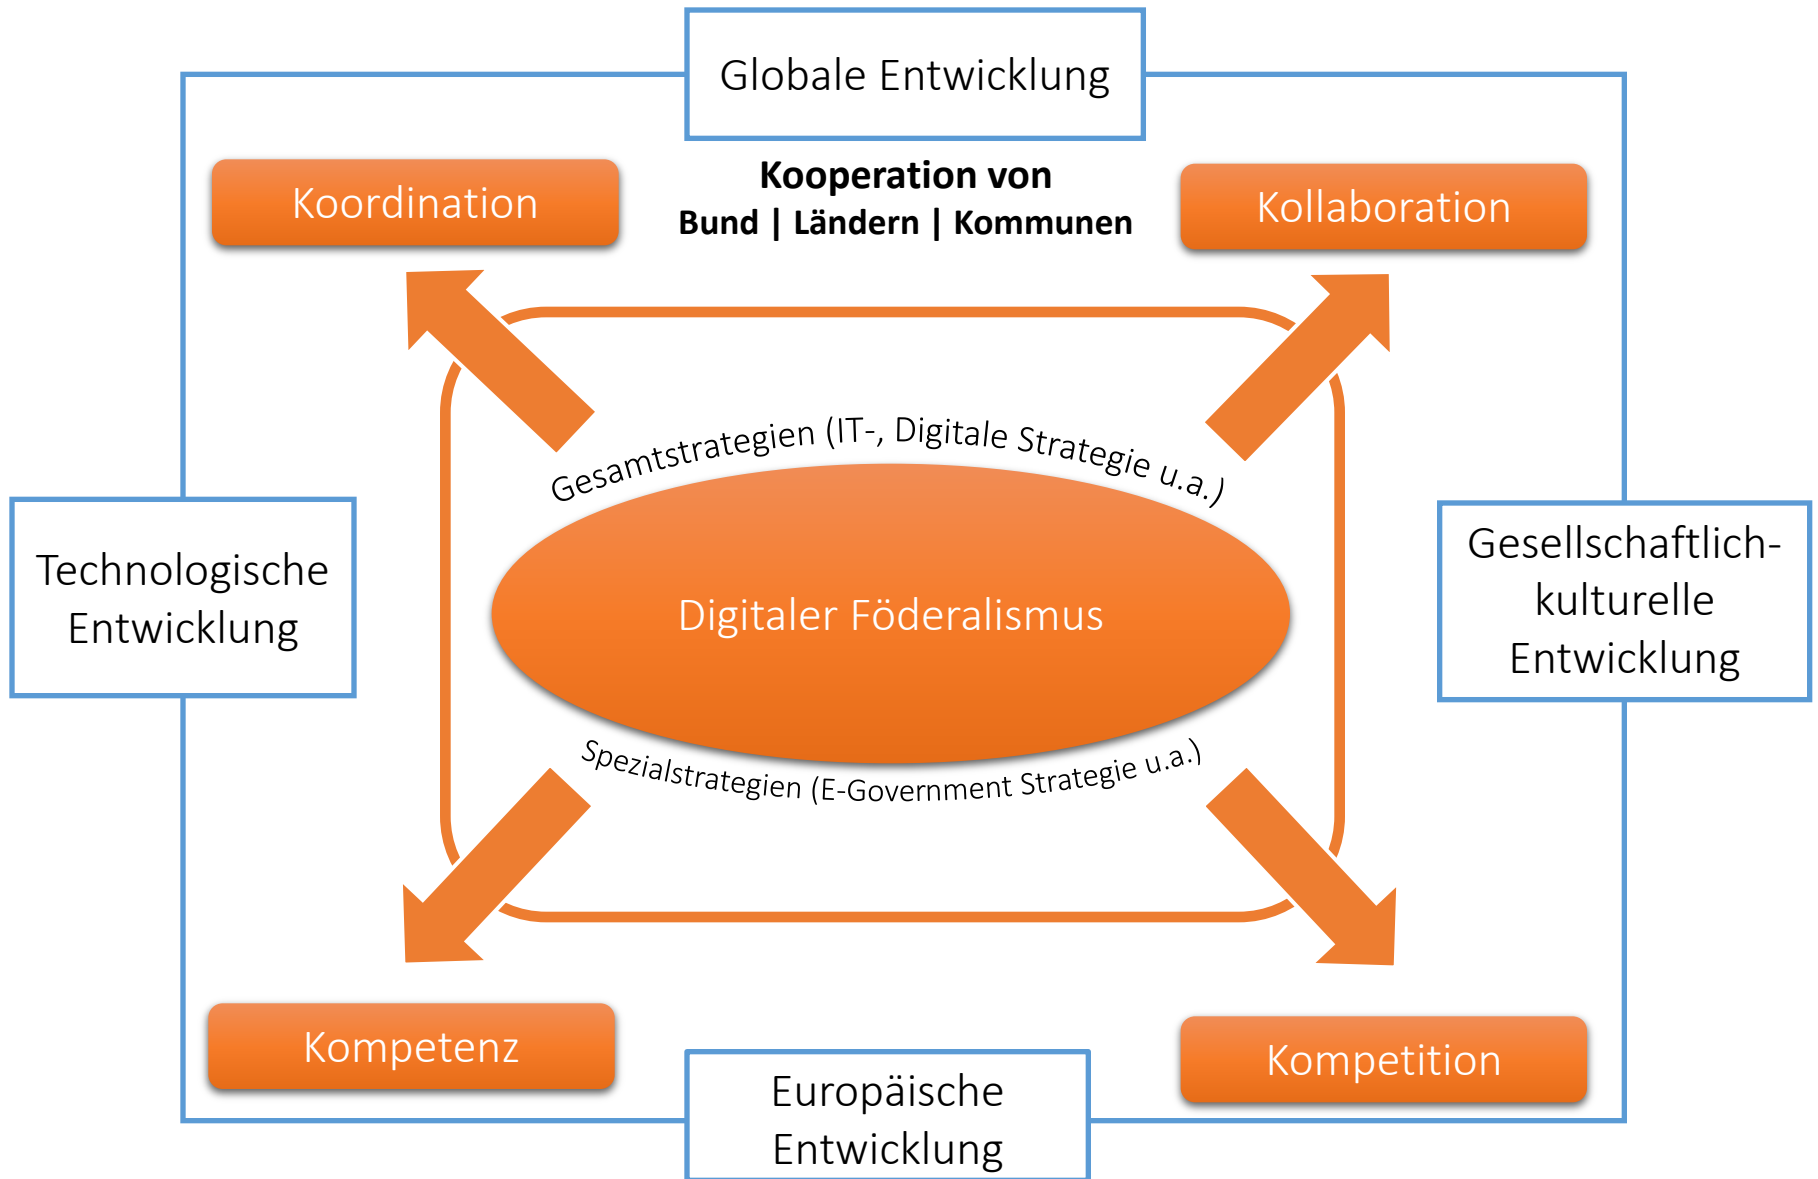 Globale Entwicklung
Koordination
Kooperation von
Bund | Ländern | Kommunen
Kollaboration
Gesamtstrategien (IT-, Digitale Strategie u.a.)
Technologische
Entwicklung
Digitaler Föderalismus
Gesellschaftlich-
kulturelle
Entwicklung
Spezialstrategien (E-Government Strategie u.a.)
Kompetenz
Europäische
Entwicklung
Kompetition